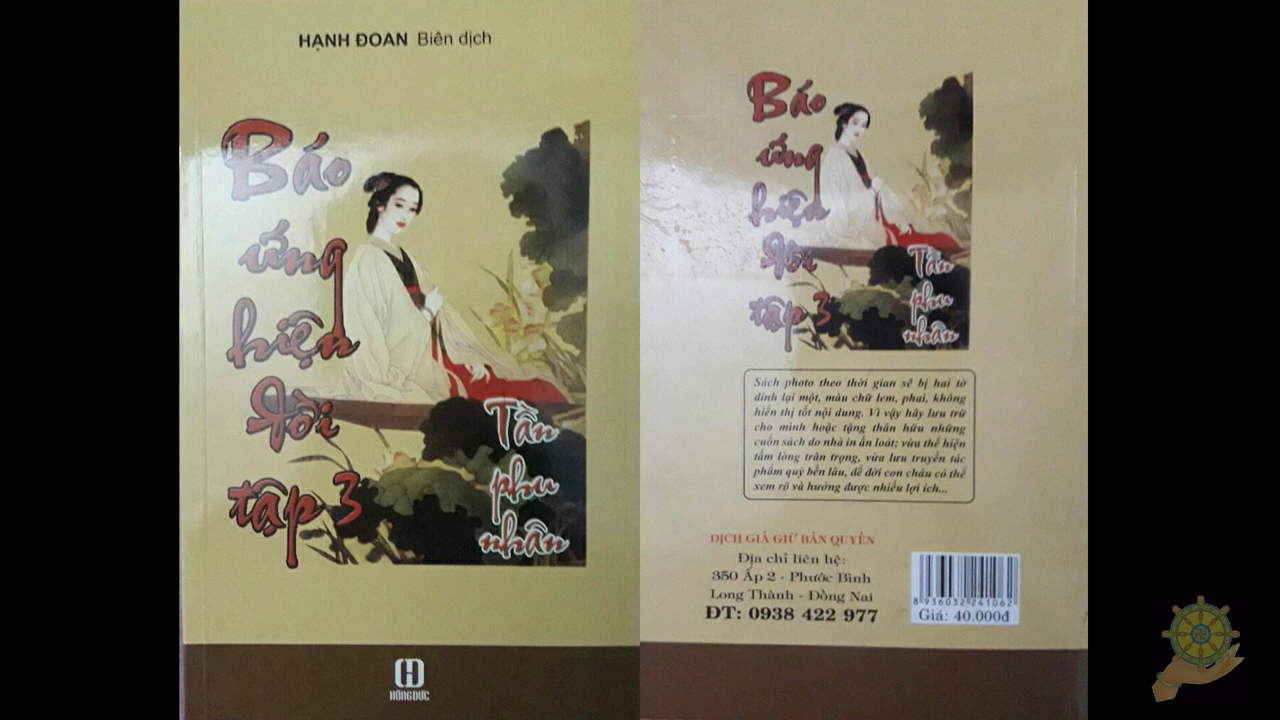 HẠNH ĐOAN Biên dịch
Báo
ứng
hiện
đời
tập 3
Tần
phu
nhân
HỒNG ĐỨC
Báo
ứng
hiện
đời
tập 3
Tần
phu
nhân
Sách photo theo thời gian sẽ bị hai tờ
dính lại một, màu chữ lem, phai, không
hiển thị tốt nội dung. Vì vậy hãy lưu trữ
cho mình hoặc tặng thân hữu những
cuốn sách do nhà in ấn loát; vừa thể hiện
tấm lòng trân trọng, vừa lưu truyền tác
phẩm quý bền lâu, để đời con cháu có thể
xem rõ và hưởng được nhiều lợi ích...
DỊCH GIẢ GIỮ BẢN QUYỀN
Địa chỉ liên hệ:
350 Ấp 2 - Phước Bình
Long Thành - Đồng Nai
ĐT: 0938 422 977
8 936032 241062
Giá: 40.000đ